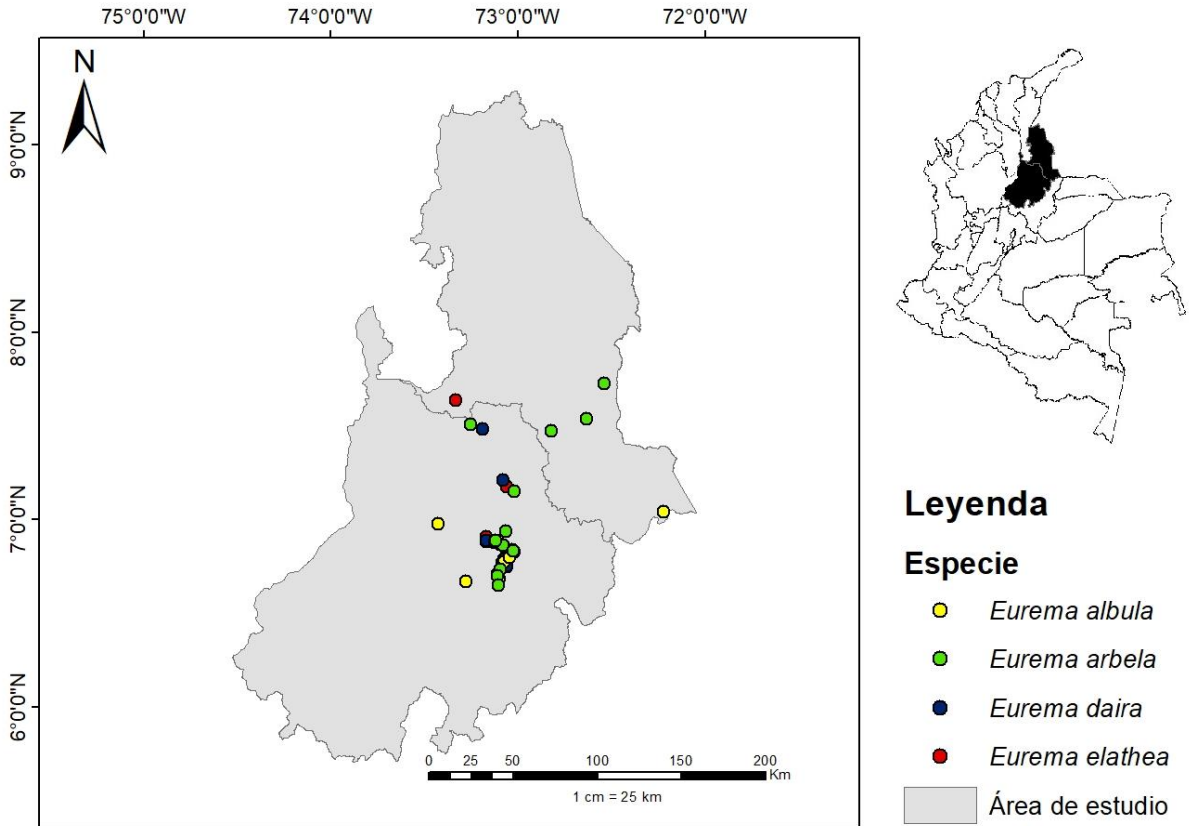 75°0'0"W 74°0'0"W 73°0'0"W 72°0'0"W
N
9°0'0"N
8°0'0"N
7°0'0"N
6°0'0"N
0 25 50 100 150 200
Km
1 cm = 25 km
Leyenda
Especie
Eurema albula
Eurema arbela
Eurema daira
Eurema elathea
Área de estudio